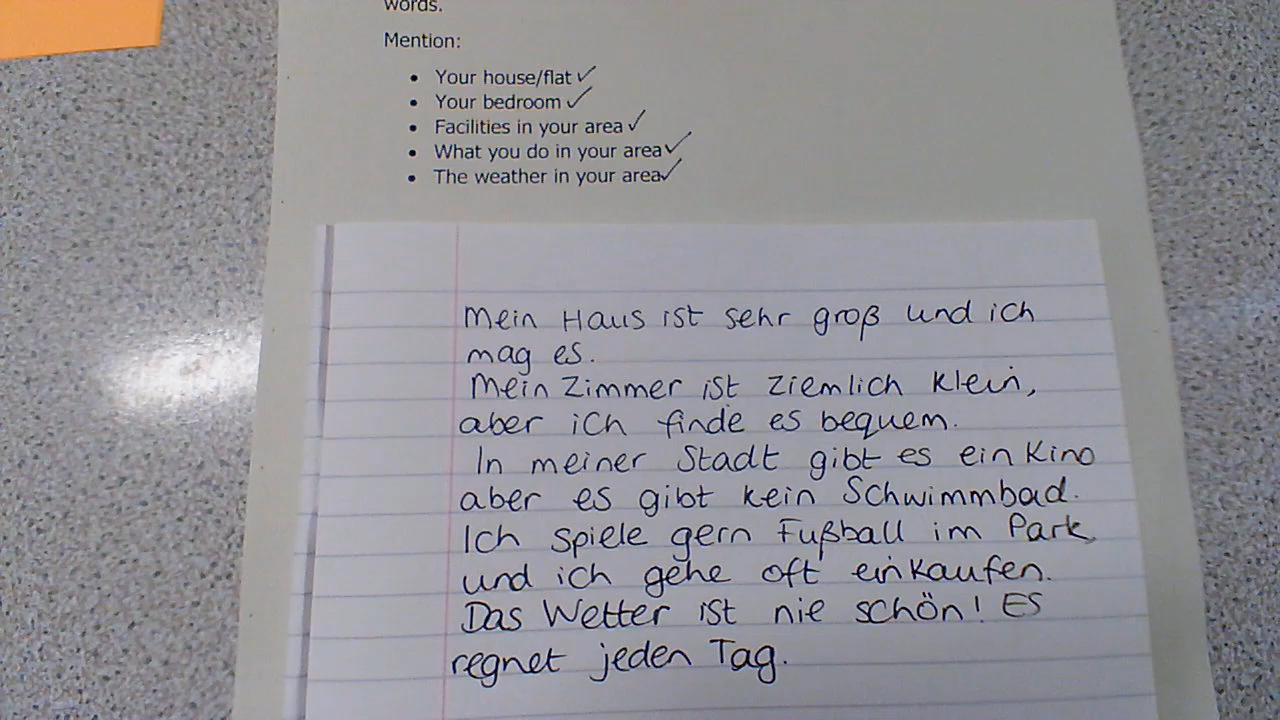 words.
Mention:
• Your house/flat ✓
• Your bedroom ✓
• Facilities in your area ✓
• What you do in your area ✓
• The weather in your area ✓
Mein Haus ist sehr groß und ich
mag es.
Mein Zimmer ist ziemlich klein,
aber ich finde es bequem.
In meiner Stadt gibt es ein Kino
aber es gibt kein Schwimmbad.
Ich spiele gern Fußball im Park
und ich gehe oft einkaufen.
Das Wetter ist nie schön! Es
regnet jeden Tag.